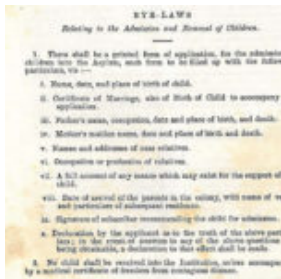 BYE-LAWS
Relating to the Admission and Removal of Children.
1. There shall be a printed form of application, for the admission
children into the Asylum, each form to be filled up with the follow
particulars, viz :—
i. Name, date, and place of birth of child.
ii. Certificate of Marriage, also of Birth of Child to accompany
application.
iii. Father's name, occupation, date and place of birth, and death.
iv. Mother's maiden name, date and place of birth and death.
v. Names and addresses of near relatives.
vi. Occupation or profession of relatives.
vii. A full account of any means which may exist for the support of
child.
viii. Date of arrival of the parents in the colony, with name of
and particulars of subsequent residence.
ix. Signature of subscriber recommending the child for admission.
x. Declaration by the applicant as to the truth of the above part
; in the event of answers to any of the above questions
being obtainable, a declaration to that effect shall be made.
2. No child shall be received into the Institution, unless accompan
by a medical certificate of freedom from contagious disease.